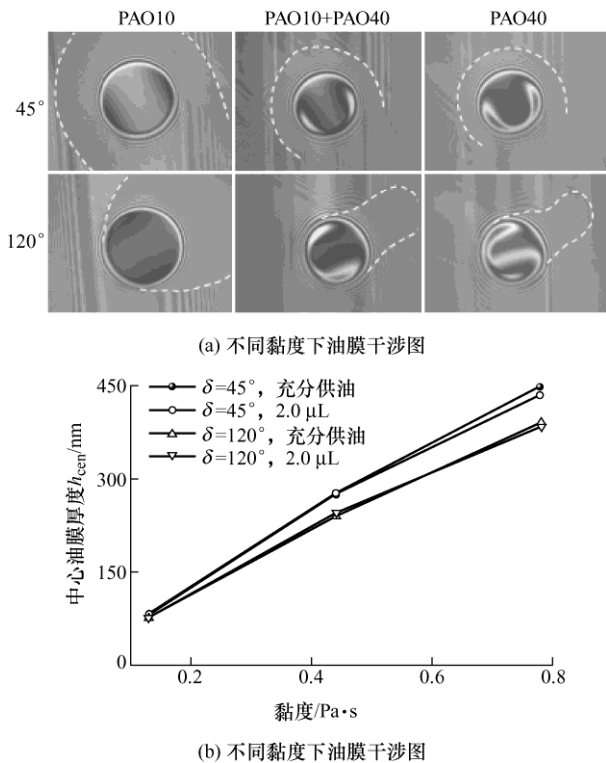 PAO10 PAO10+PAO40 PAO40
45°
120°
(a) 不同黏度下油膜干涉图
450
300
150
0
中心油膜厚度hcen/nm
δ=45°，充分供油
δ=45°，2.0 μL
δ=120°，充分供油
δ=120°，2.0 μL
0.2 0.4 0.6 0.8
黏度/Pa·s
(b) 不同黏度下油膜干涉图